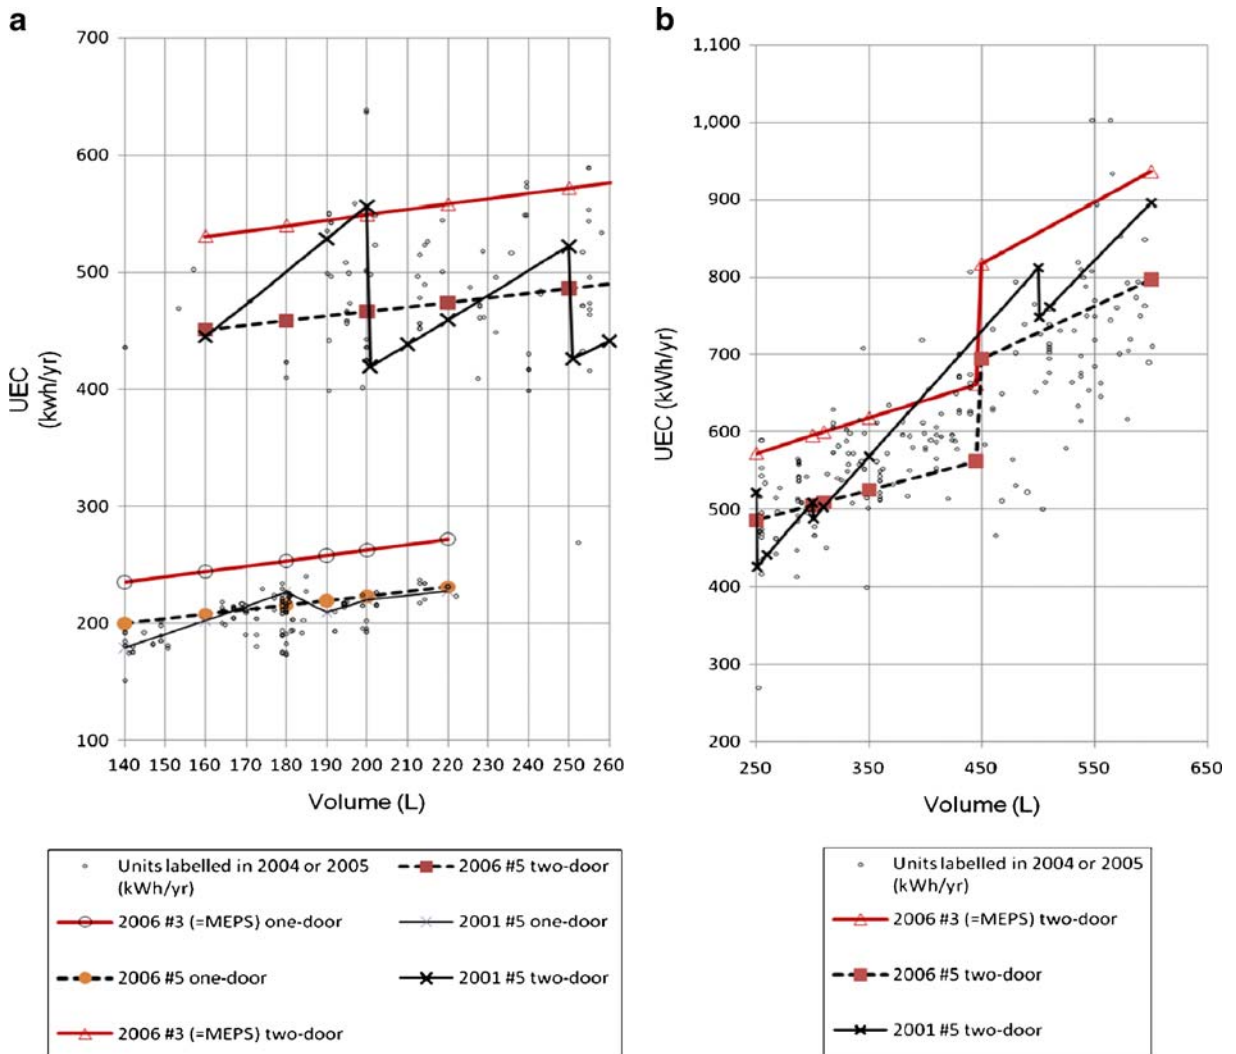 a
700
600
500
400
300
200
100
UEC
(kwh/yr)
140 150 160 170 180 190 200 210 220 230 240 250 260
Volume (L)
Units labelled in 2004 or 2005
(kWh/yr)
2006 #5 two-door
2006 #3 (=MEPS) one-door
2001 #5 one-door
2006 #5 one-door
2001 #5 two-door
2006 #3 (=MEPS) two-door
b
1,100
1,000
900
800
700
600
500
400
300
200
UEC (kWh/yr)
250 350 450 550 650
Volume (L)
Units labelled in 2004 or 2005
(kWh/yr)
2006 #3 (=MEPS) two-door
2006 #5 two-door
2001 #5 two-door